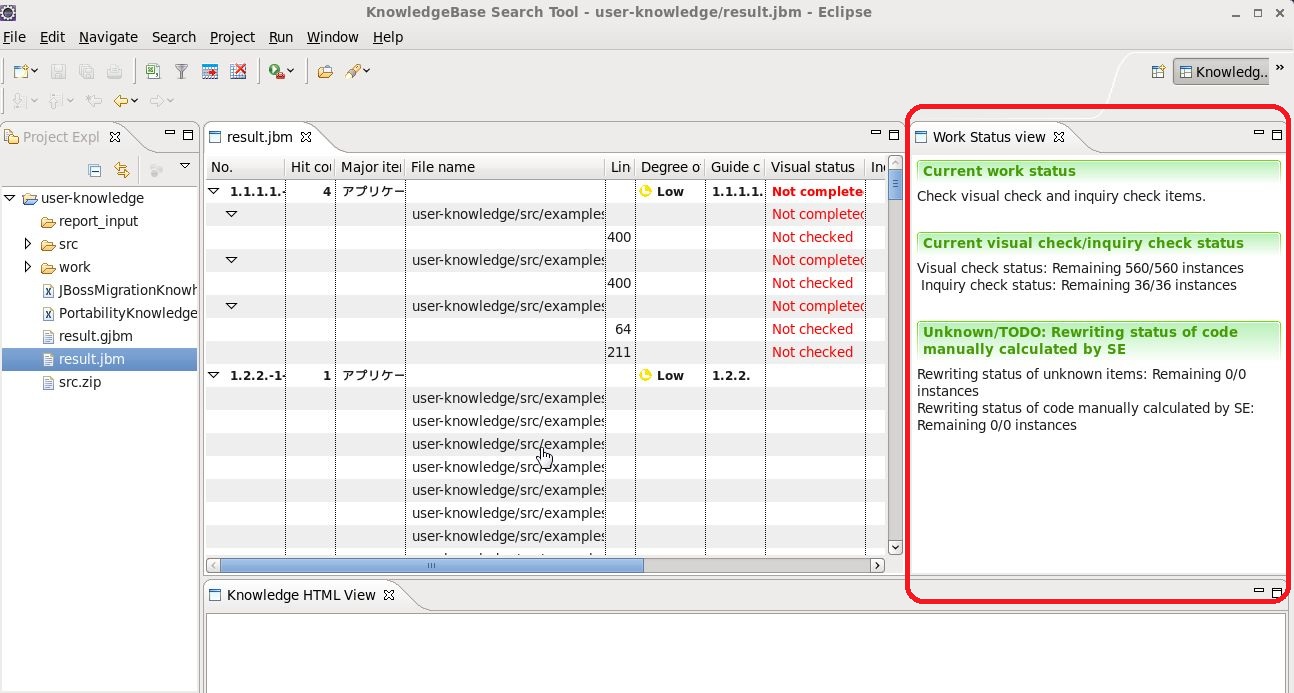 KnowledgeBase Search Tool - user-knowledge/result.jbm - Eclipse
File Edit Navigate Search Project Run Window Help
Knowledg..
Project Expl
user-knowledge
report_input
src
work
JBossMigrationKnowl
PortabilityKnowledge
result.gjbm
result.jbm
src.zip
result.jbm
No. Hit cou Major iter File name Lin Degree o Guide c Visual status In
1.1.1.1.- 4 アプリケー Low 1.1.1.1. Not complete
user-knowledge/src/examples Not completed
400 Not checked
user-knowledge/src/examples Not completed
400 Not checked
user-knowledge/src/examples Not completed
64 Not checked
211 Not checked
1.2.2.-1- 1 アプリケー Low 1.2.2.
user-knowledge/src/examples
user-knowledge/src/examples
user-knowledge/src/examples
user-knowledge/src/examples
user-knowledge/src/examples
user-knowledge/src/examples
user-knowledge/src/examples
Work Status view
Current work status
Check visual check and inquiry check items.
Current visual check/inquiry check status
Visual check status: Remaining 560/560 instances
Inquiry check status: Remaining 36/36 instances
Unknown/TODO: Rewriting status of code
manually calculated by SE
Rewriting status of unknown items: Remaining 0/0
instances
Rewriting status of code manually calculated by SE:
Remaining 0/0 instances
Knowledge HTML View